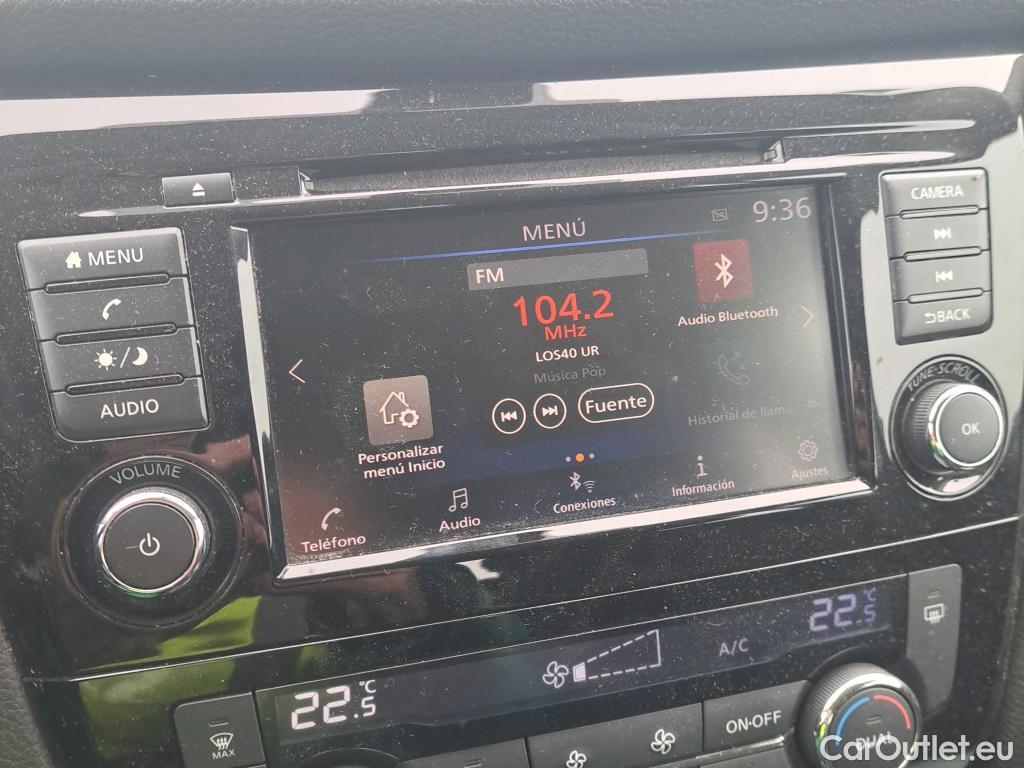 MENU
AUDIO
VOLUME
MENÚ
9:36
FM
104.2
MHz
LOS40 UR
Música Pop
Fuente
Audio Bluetooth
Historial de llam...
Personalizar
menú Inicio
Teléfono
Audio
Conexiones
Información
Ajustes
CAMERA
BACK
TUNE·SCROLL
OK
22.5 °C
A/C
22.5 °C
MAX
ON·OFF
DUAL
CarOutlet.eu